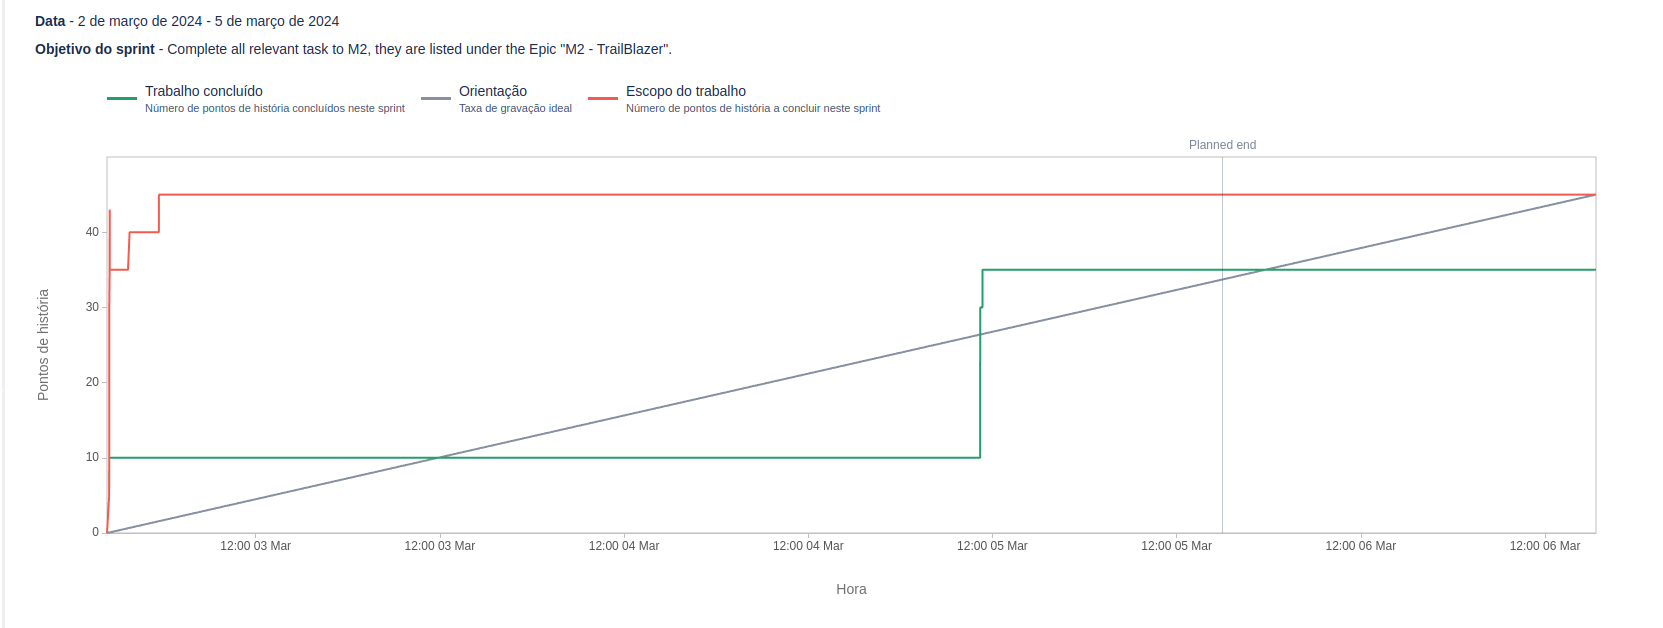 Data - 2 de março de 2024 - 5 de março de 2024
Objetivo do sprint - Complete all relevant task to M2, they are listed under the Epic "M2 - TrailBlazer".
Trabalho concluído
Número de pontos de história concluídos neste sprint
Orientação
Taxa de gravação ideal
Escopo do trabalho
Número de pontos de história a concluir neste sprint
Planned end
Pontos de história
40
30
20
10
0
12:00 03 Mar
12:00 03 Mar
12:00 04 Mar
12:00 04 Mar
12:00 05 Mar
12:00 05 Mar
12:00 06 Mar
12:00 06 Mar
Hora